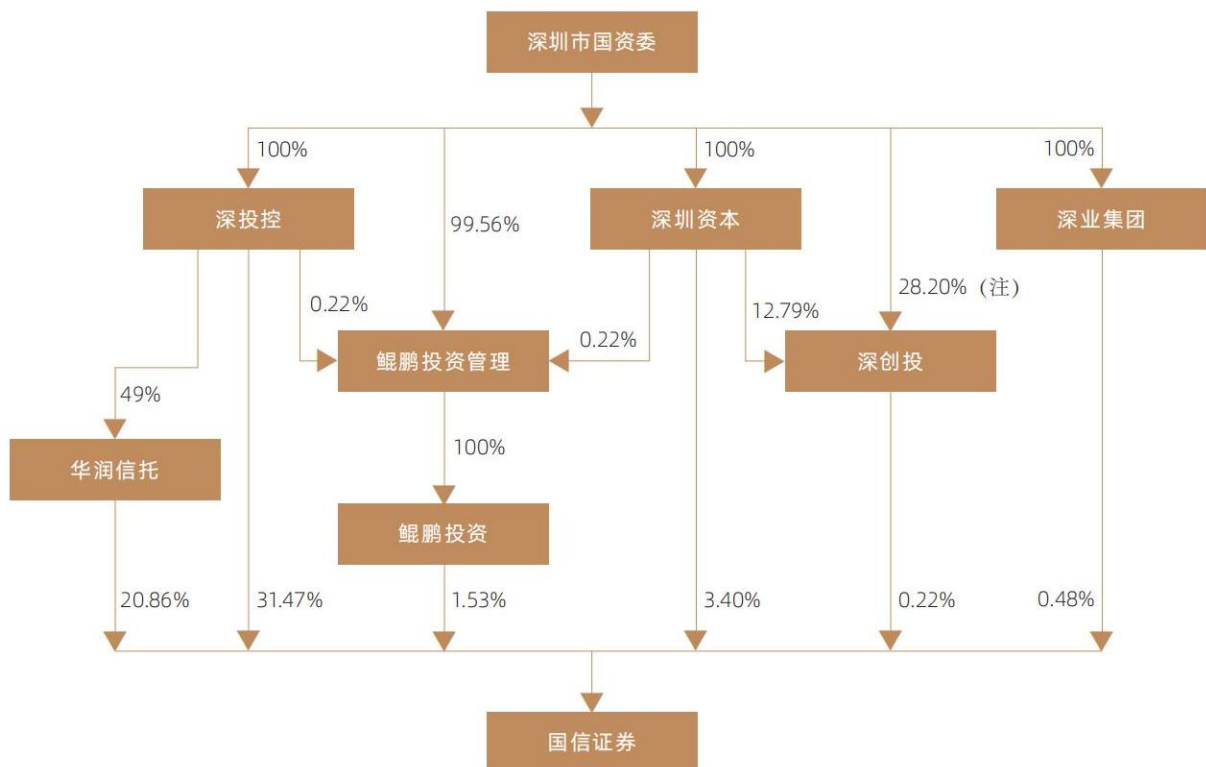 深圳市国资委
100%
100%
100%
深投控
深圳资本
深业集团
99.56%
28.20% (注)
0.22%
12.79%
0.22%
鲲鹏投资管理
深创投
49%
100%
华润信托
鲲鹏投资
20.86%
31.47%
1.53%
3.40%
0.22%
0.48%
国信证券